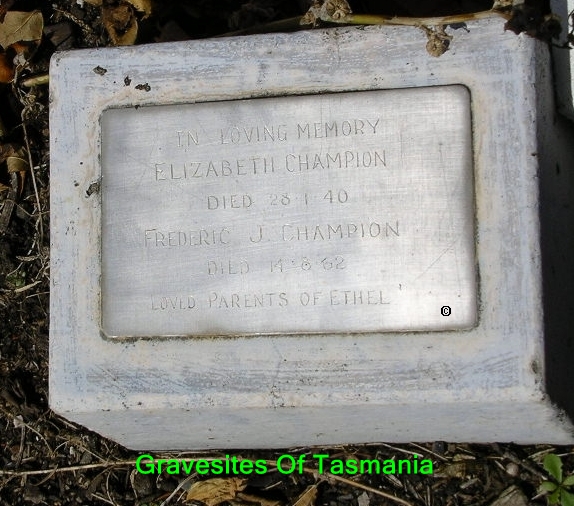 IN LOVING MEMORY
ELIZABETH CHAMPION
DIED 28 1 40
FREDERIC J. CHAMPION
DIED 14 8 62
LOVED PARENTS OF ETHEL
©
Gravesites Of Tasmania